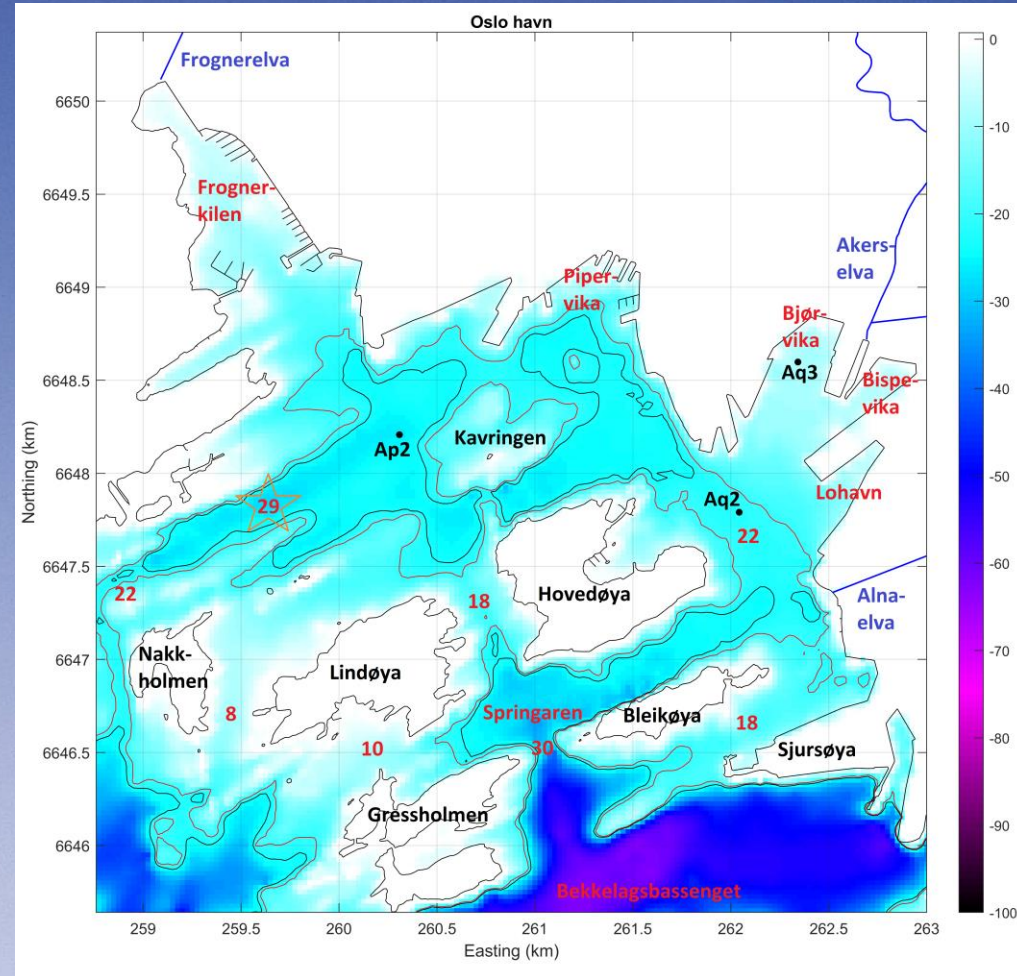 Oslo havn
Frognerelva
0
6650
-10
Frogner-
kilen
6649.5
-20
Akers-
elva
Piper-
vika
6649
-30
Bjør-
vika
Aq3
Bispe-
vika
6648.5
-40
Kavringen
Ap2
Northing (km)
6648
-50
29
Aq2
Lohavn
22
6647.5
-60
22
18
Hovedøya
Alna-
elva
Nakk-
holmen
6647
-70
Lindøya
8
Springaren
Bleikøya
18
10
30
Sjursøya
6646.5
-80
Gressholmen
6646
-90
Bekkelagsbassenget
-100
259
259.5
260
260.5
261
261.5
262
262.5
263
Easting (km)